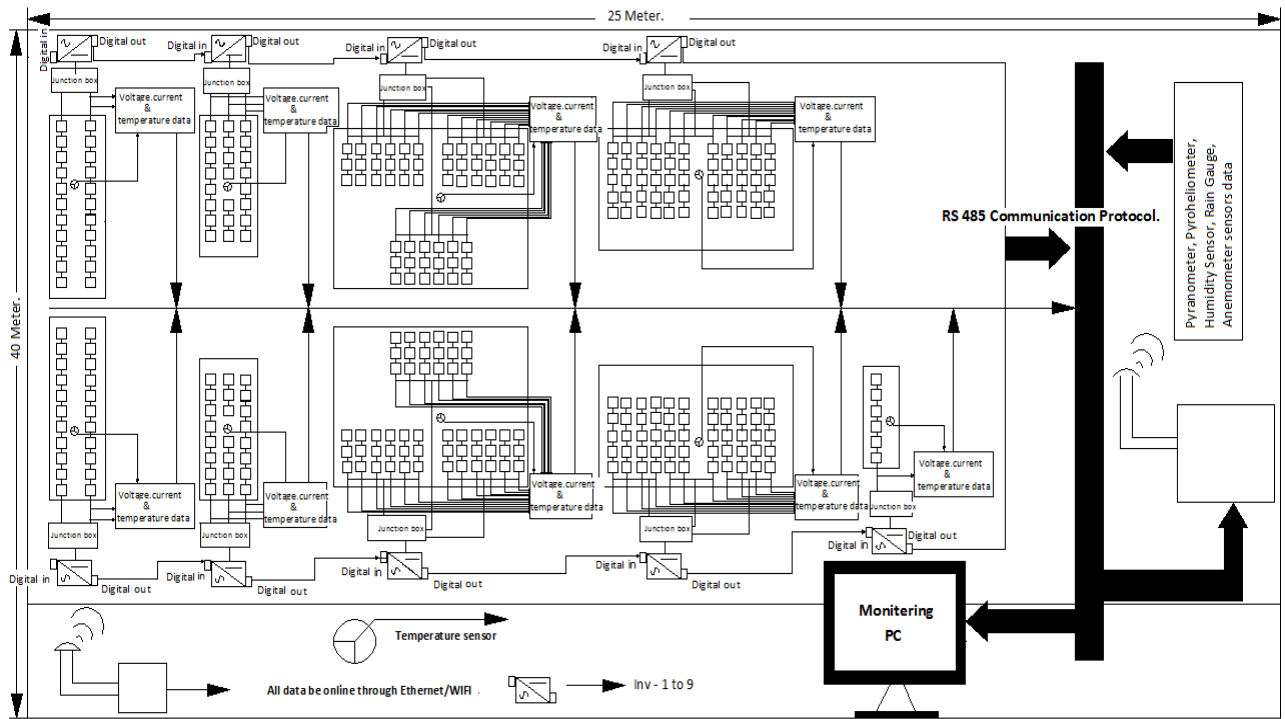 25 Meter.
40 Meter.
Digital in
Digital out
Digital in
Digital out
Digital in
Digital out
Digital in
Digital out
Junction box
Junction box
Junction box
Junction box
Voltage.current
&
temperature data
Voltage.current
&
temperature data
Voltage.current
&
temperature data
Voltage.current
&
temperature data
RS 485 Communication Protocol.
Pyranometer, Pyroheliometer,
Humidity Sensor, Rain Gauge,
Anemometer sensors data
Voltage.current
&
temperature data
Voltage.current
&
temperature data
Voltage.current
&
temperature data
Voltage.current
&
temperature data
Voltage.current
&
temperature data
Junction box
Junction box
Junction box
Junction box
Junction box
Digital in
Digital out
Digital in
Digital out
Digital in
Digital out
Digital in
Digital out
Digital in
Digital out
Monitering
PC
Temperature sensor
All data be online through Ethernet/WIFI .
Inv - 1 to 9